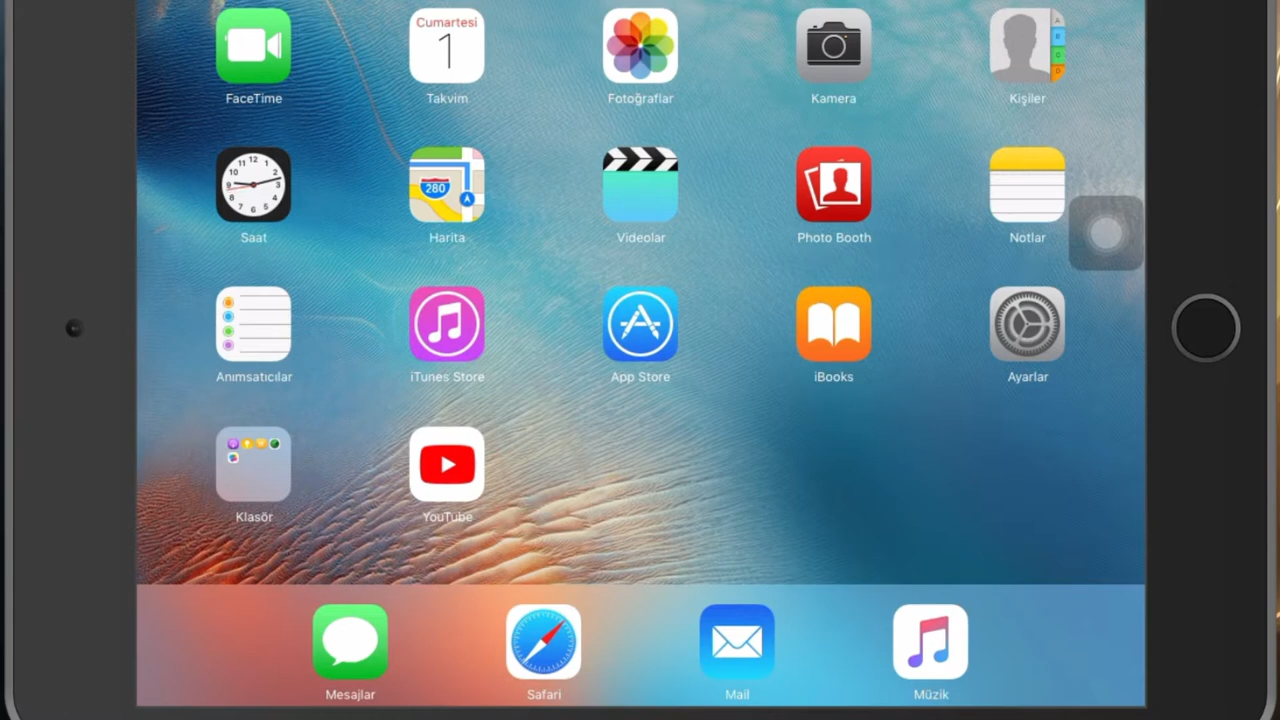 Cumartesi
1
FaceTime
Takvim
Fotoğraflar
Kamera
Kişiler
280
Saat
Harita
Videolar
Photo Booth
Notlar
Anımsatıcılar
iTunes Store
App Store
iBooks
Ayarlar
Klasör
YouTube
Mesajlar
Safari
Mail
Müzik